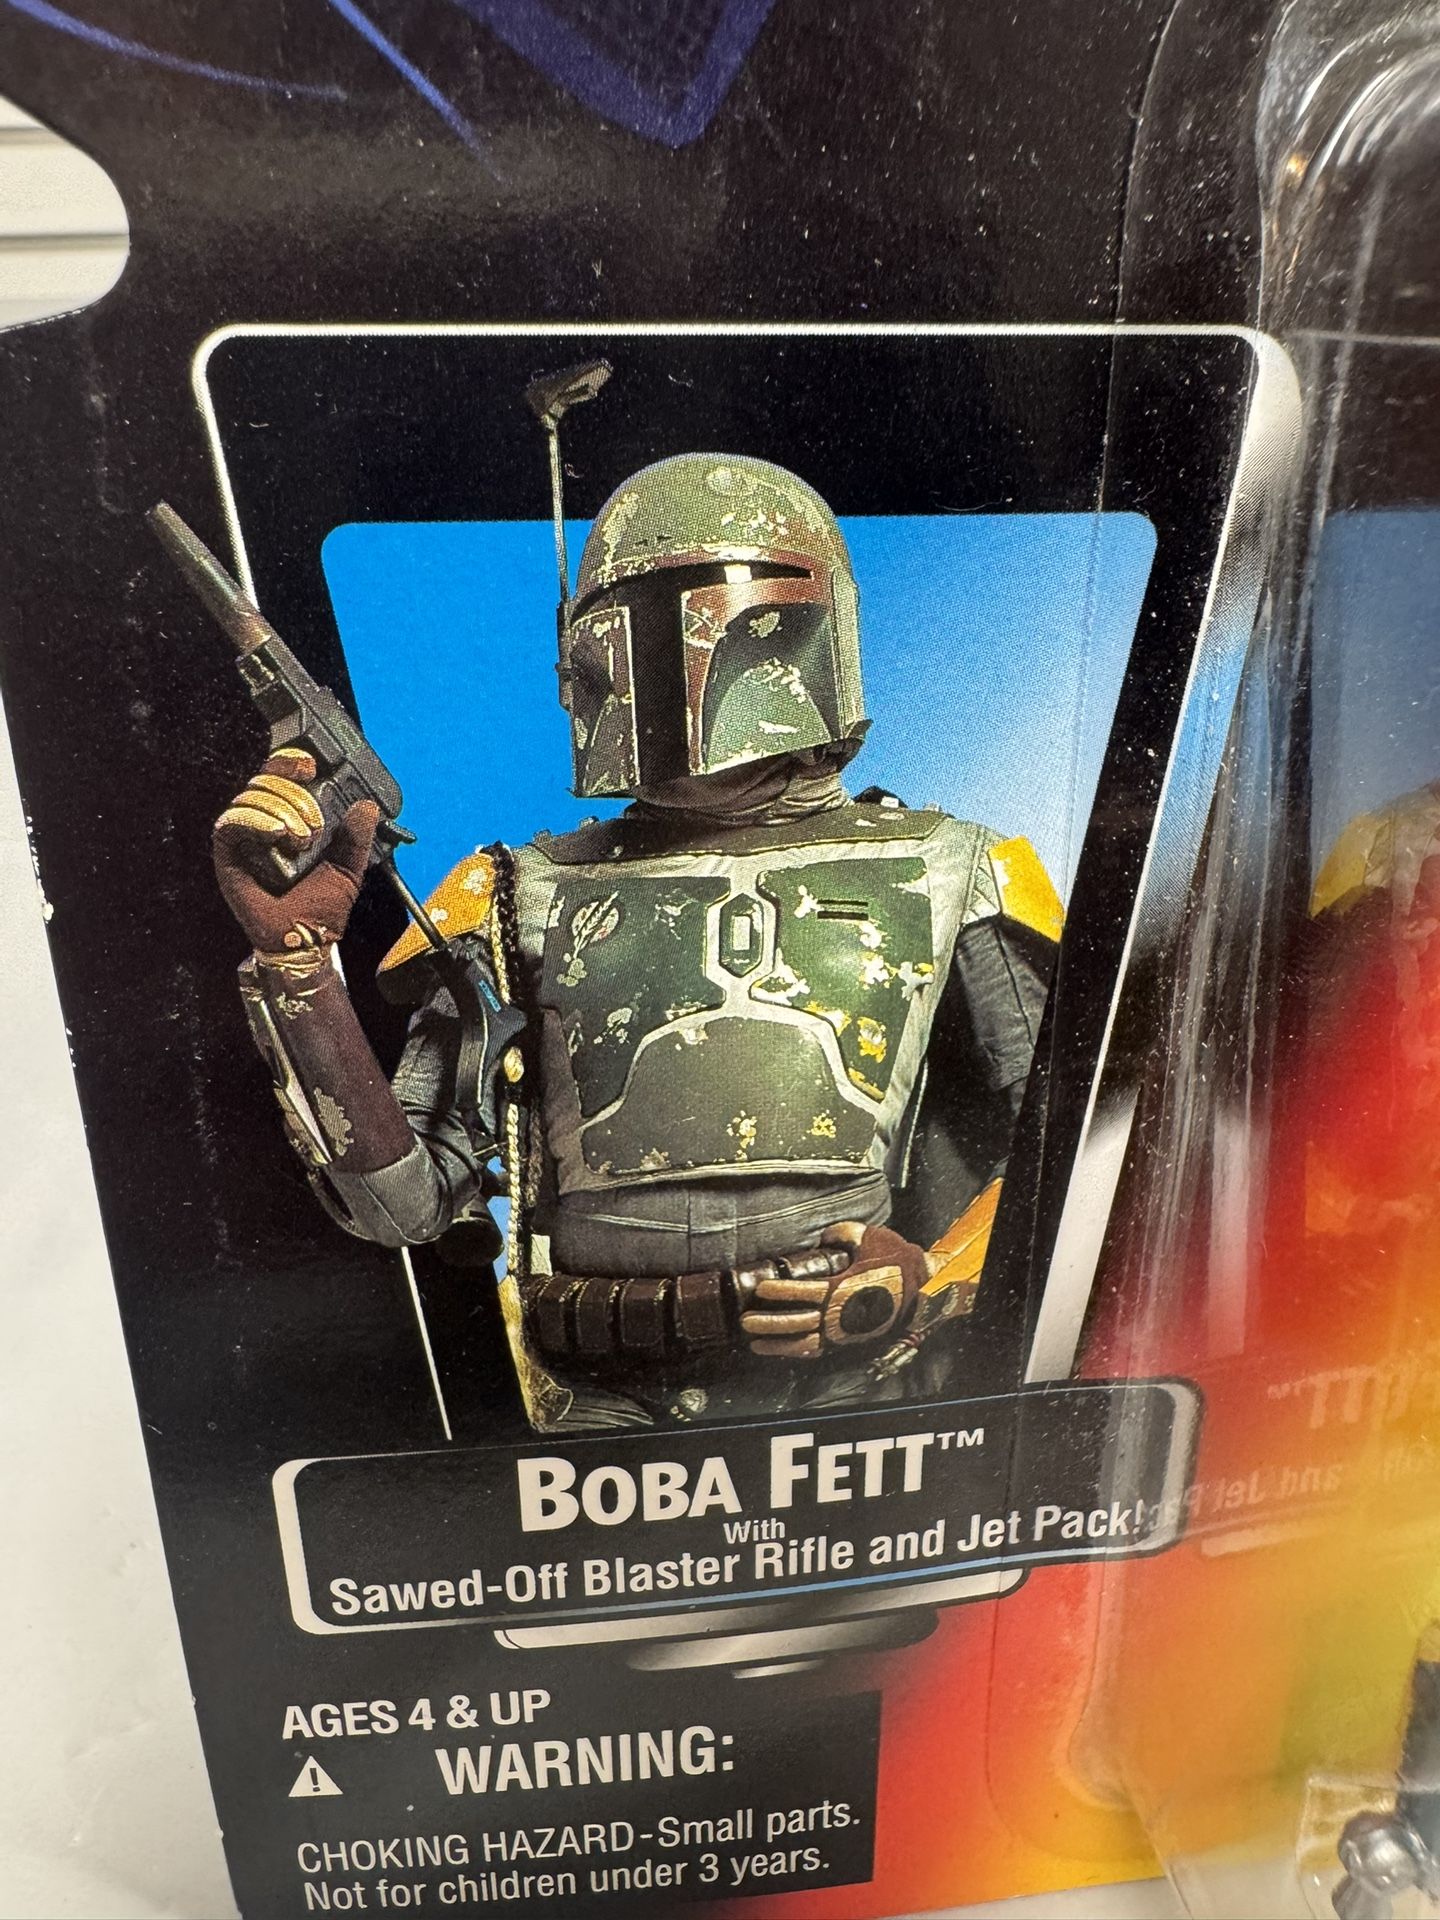 BOBA FETT™
With
Sawed-Off Blaster Rifle and Jet Pack!
AGES 4 & UP
WARNING:
CHOKING HAZARD-Small parts.
Not for children under 3 years.